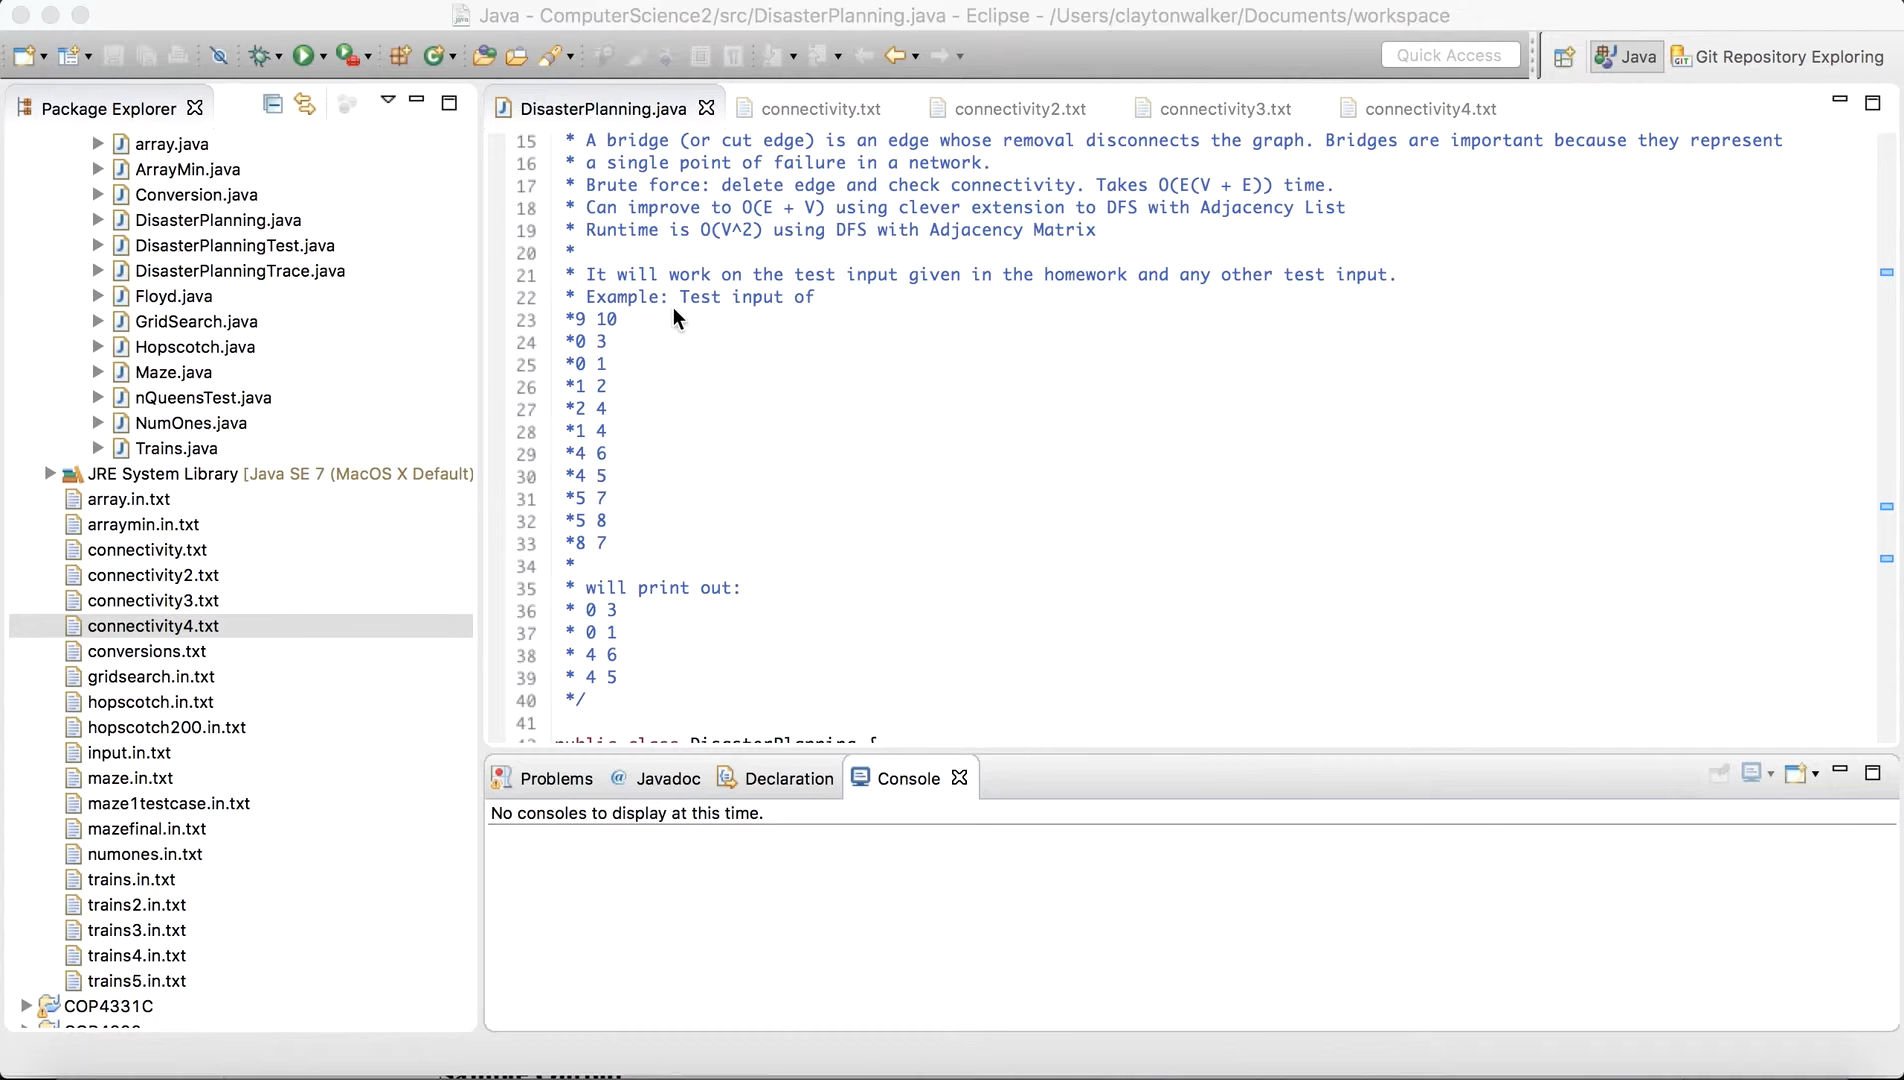 Java - ComputerScience2/src/DisasterPlanning.java - Eclipse - /Users/claytonwalker/Documents/workspace
Quick Access
Java
Git Repository Exploring
Package Explorer
array.java
ArrayMin.java
Conversion.java
DisasterPlanning.java
DisasterPlanningTest.java
DisasterPlanningTrace.java
Floyd.java
GridSearch.java
Hopscotch.java
Maze.java
nQueensTest.java
NumOnes.java
Trains.java
JRE System Library [Java SE 7 (MacOS X Default)
array.in.txt
arraymin.in.txt
connectivity.txt
connectivity2.txt
connectivity3.txt
connectivity4.txt
conversions.txt
gridsearch.in.txt
hopscotch.in.txt
hopscotch200.in.txt
input.in.txt
maze.in.txt
maze1testcase.in.txt
mazefinal.in.txt
numones.in.txt
trains.in.txt
trains2.in.txt
trains3.in.txt
trains4.in.txt
trains5.in.txt
COP4331C
DisasterPlanning.java connectivity.txt connectivity2.txt connectivity3.txt connectivity4.txt
15 * A bridge (or cut edge) is an edge whose removal disconnects the graph. Bridges are important because they represent
16 * a single point of failure in a network.
17 * Brute force: delete edge and check connectivity. Takes O(E(V + E)) time.
18 * Can improve to O(E + V) using clever extension to DFS with Adjacency List
19 * Runtime is O(V^2) using DFS with Adjacency Matrix
20 *
21 * It will work on the test input given in the homework and any other test input.
22 * Example: Test input of
23 *9 10
24 *0 3
25 *0 1
26 *1 2
27 *2 4
28 *1 4
29 *4 6
30 *4 5
31 *5 7
32 *5 8
33 *8 7
34 *
35 * will print out:
36 * 0 3
37 * 0 1
38 * 4 6
39 * 4 5
40 */
41
public class DisasterPlanning {
Problems Javadoc Declaration Console
No consoles to display at this time.